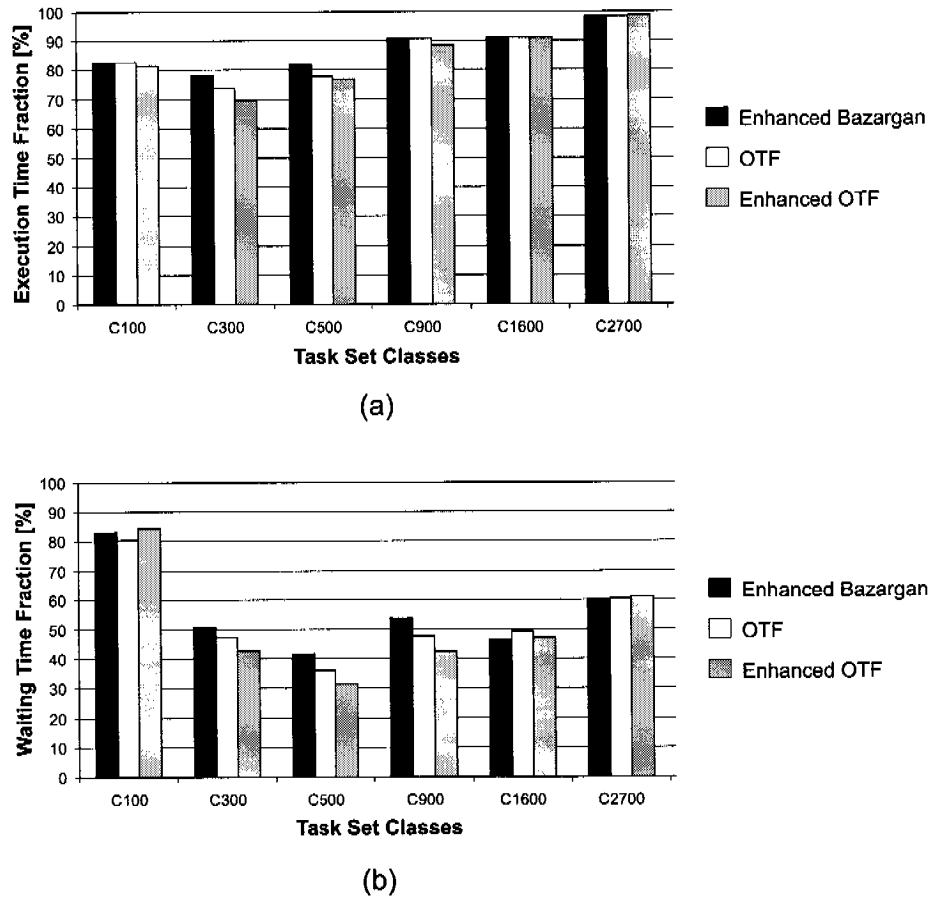 Execution Time Fraction [%]
100
90
80
70
60
50
40
30
20
10
0
C100 C300 C500 C900 C1600 C2700
Task Set Classes
Enhanced Bazargan
OTF
Enhanced OTF
(a)
Waiting Time Fraction [%]
100
90
80
70
60
50
40
30
20
10
0
C100 C300 C500 C900 C1600 C2700
Task Set Classes
Enhanced Bazargan
OTF
Enhanced OTF
(b)